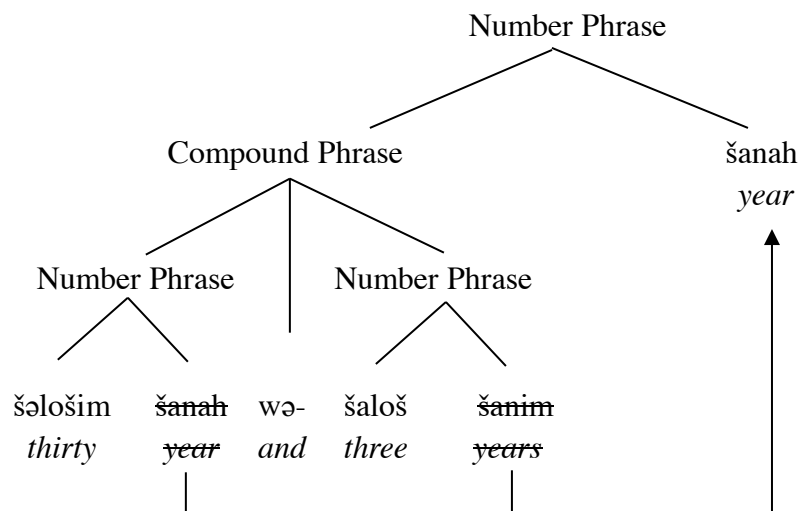 Number Phrase
Compound Phrase šanah
year
Number Phrase Number Phrase
šəlošim šanah wə- šaloš šanim
thirty year and three years